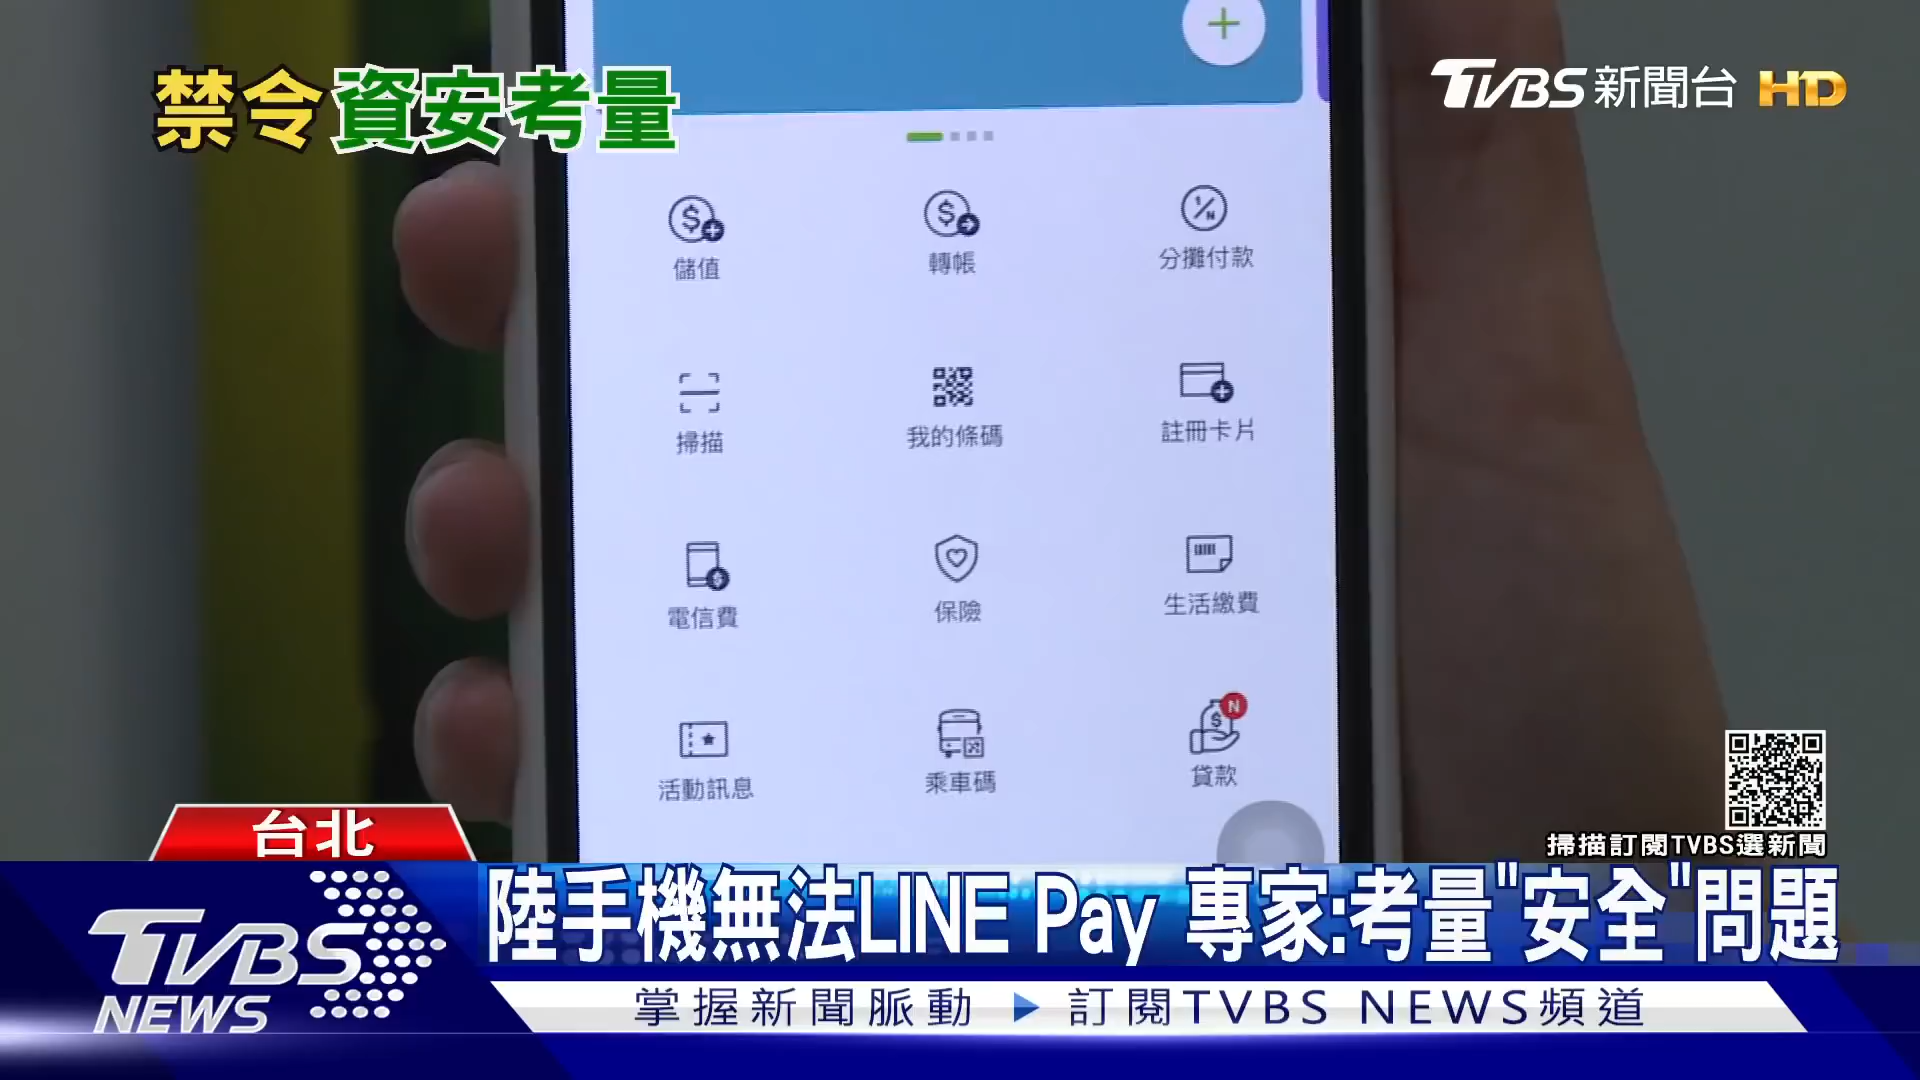 禁令資安考量
TVBS新聞台 HD
儲值 轉帳 分攤付款
掃描 我的條碼 註冊卡片
電信費 保險 生活繳費
活動訊息 乘車碼 貸款
N
台北
掃描訂閱TVBS選新聞
陸手機無法LINE Pay 專家:考量"安全"問題
TVBS NEWS
掌握新聞脈動 ▶ 訂閱TVBS NEWS頻道